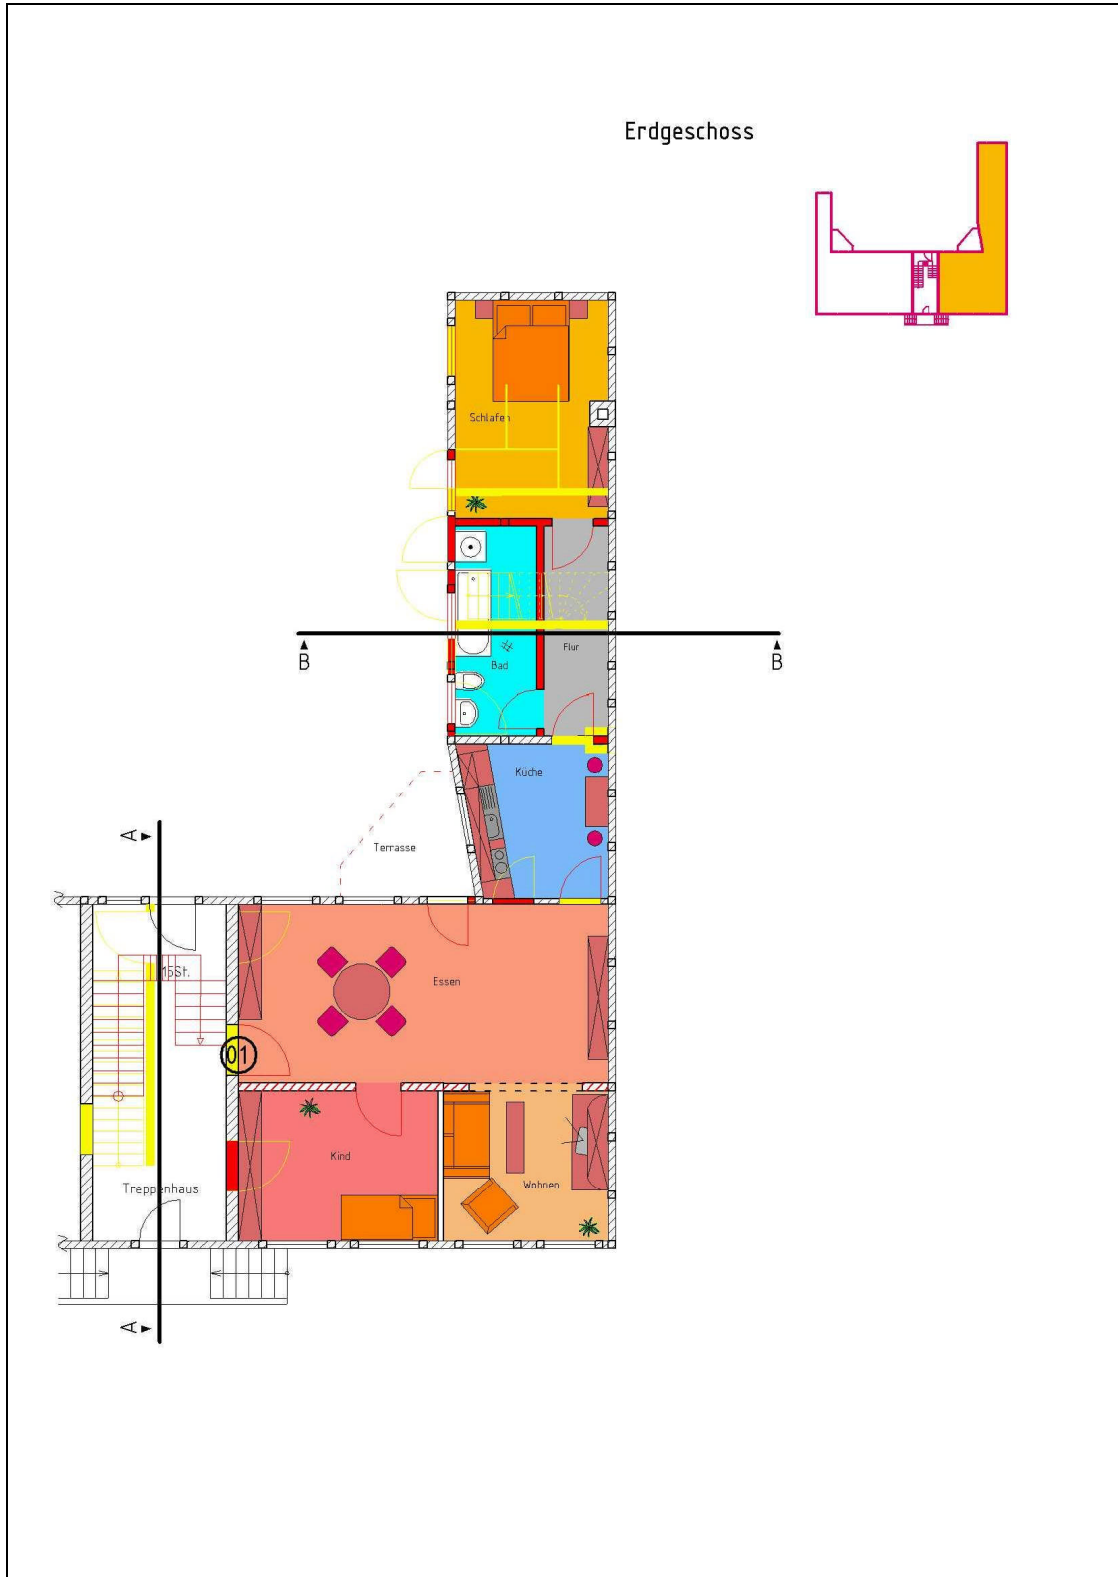 Erdgeschoss
Schlafen
B
B
Bad
Flur
Küche
A
Terrasse
15St.
Essen
01
Kind
Wohnen
Treppenhaus
A